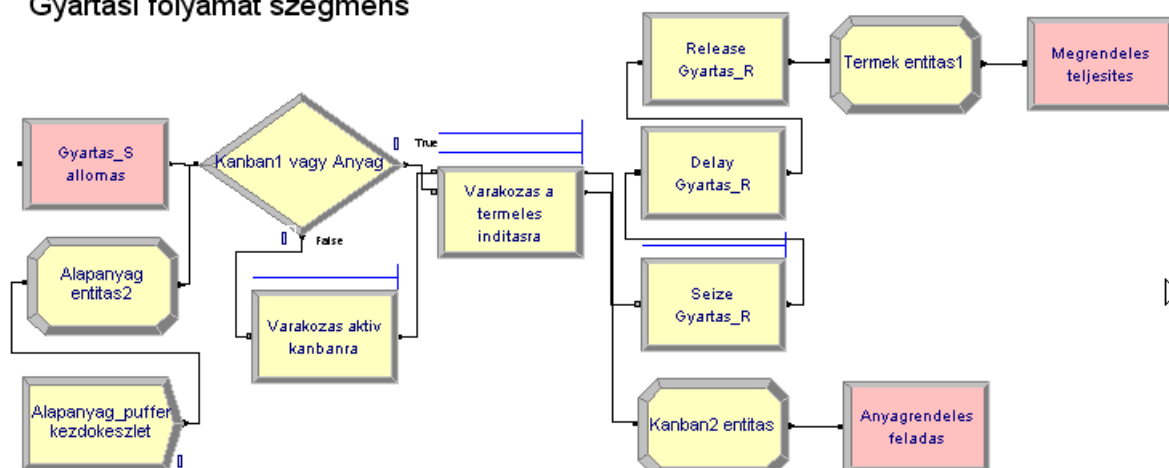 Gyartasi folyamat szegmens
Gyartas_S
allomas
Alapanyag
entitas2
Alapanyag_puffer
kezdokeszlet
Kanban1 vagy Anyag
True
False
Varakozas aktiv
kanbanra
Varakozas a
termeles
inditasra
Release
Gyartas_R
Delay
Gyartas_R
Seize
Gyartas_R
Kanban2 entitas
Termek entitas1
Megrendeles
teljesites
Anyagrendeles
feladas